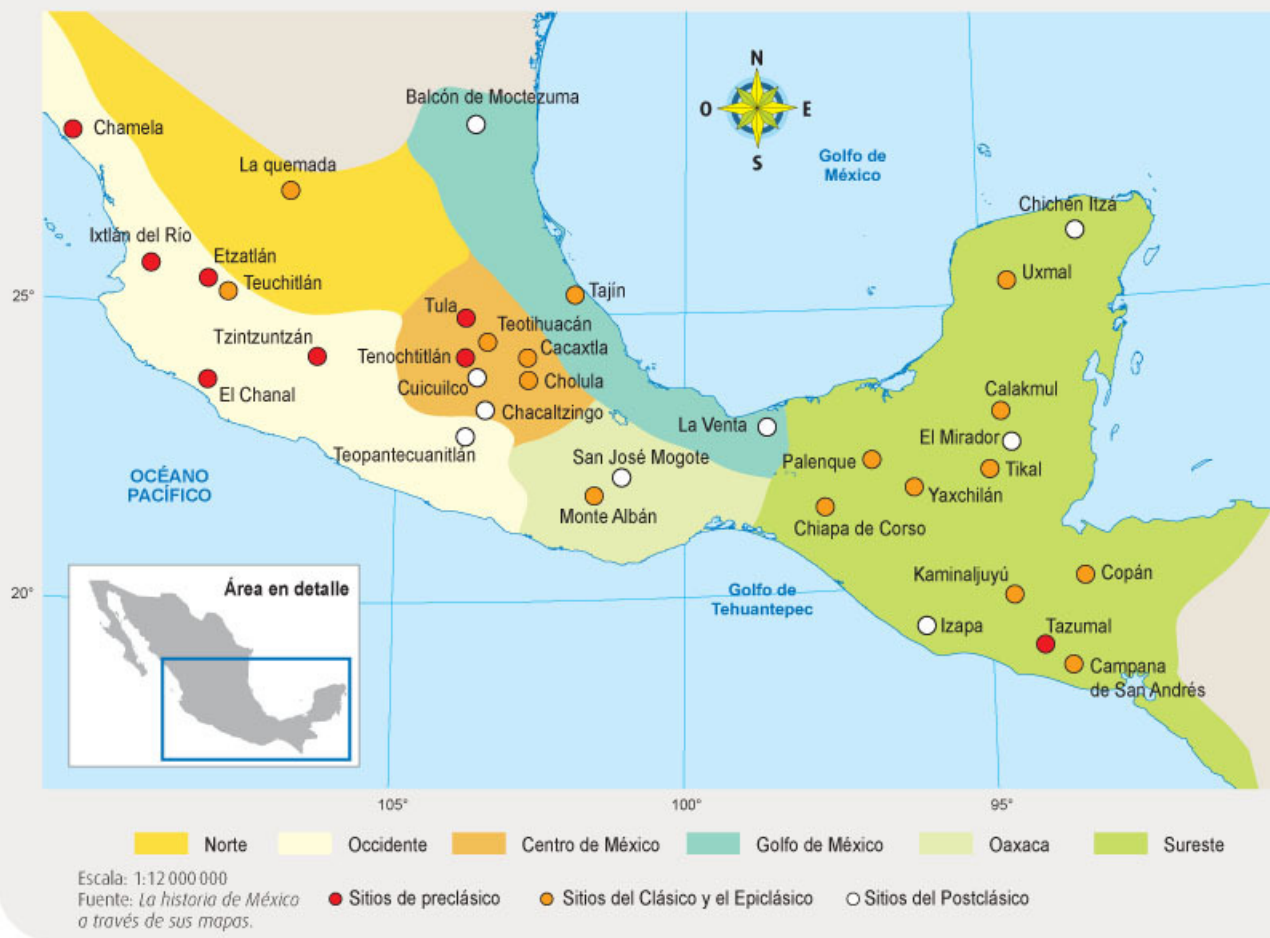 N
O
E
S
Balcón de Moctezuma
Chamela
La quemada
Golfo de
México
Chichén Itzá
Ixtlán del Río
Etzatlán
Teuchitlán
Uxmal
25°
Tajín
Tula
Teotihuacán
Tzintzuntzán
Tenochtitlán
Cacaxtla
Cuicuilco
Cholula
El Chanal
Calakmul
Chacaltzingo
La Venta
El Mirador
Teopantecuanitlán
San José Mogote
Palenque
Tikal
OCÉANO
PACÍFICO
Yaxchilán
Monte Albán
Chiapa de Corso
Kaminaljuyú
Copán
20°
Área en detalle
Golfo de
Tehuantepec
Izapa
Tazumal
Campana
de San Andrés
105°
100°
95°
Norte
Occidente
Centro de México
Golfo de México
Oaxaca
Sureste
Escala: 1:12 000 000
Fuente: La historia de México
a través de sus mapas.
Sitios de preclásico
Sitios del Clásico y el Epiclásico
Sitios del Postclásico